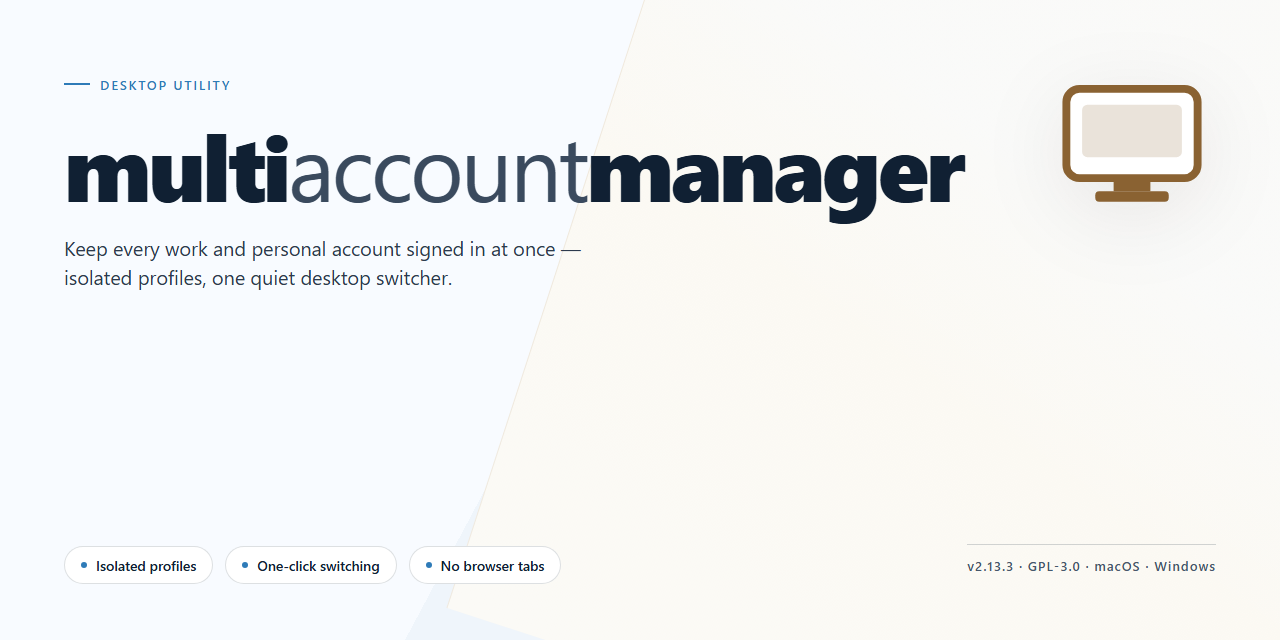 DESKTOP UTILITY
multiaccountmanager
Keep every work and personal account signed in at once —
isolated profiles, one quiet desktop switcher.
Isolated profiles
One-click switching
No browser tabs
v2.13.3 · GPL-3.0 · macOS · Windows